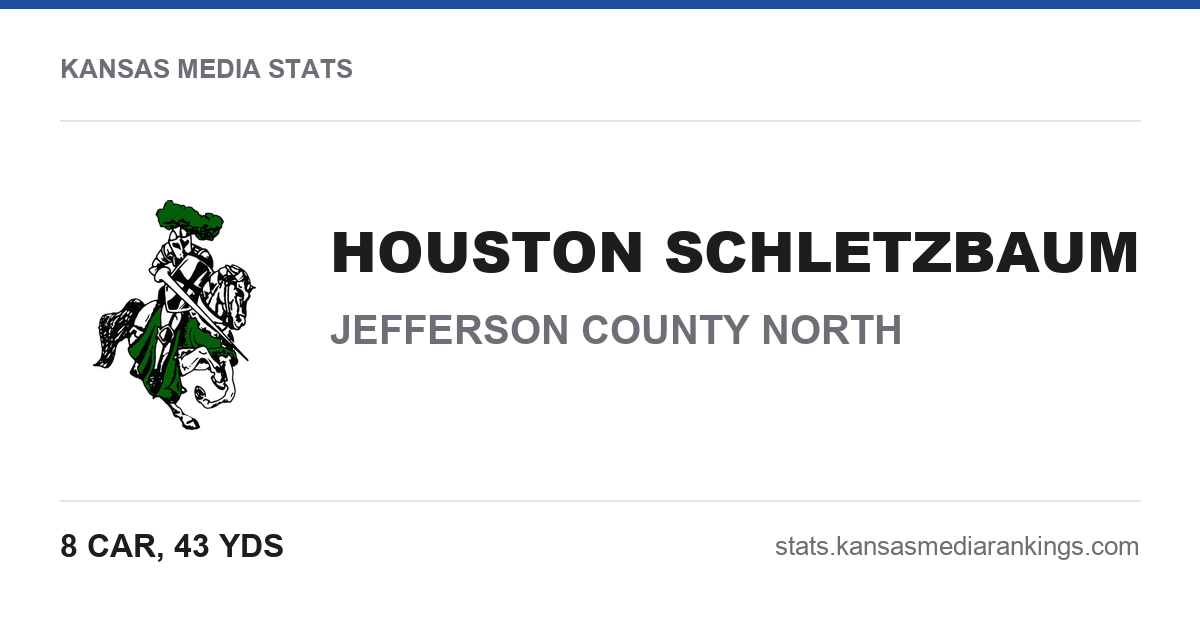 KANSAS MEDIA STATS
HOUSTON SCHLETZBAUM
JEFFERSON COUNTY NORTH
8 CAR, 43 YDS
stats.kansasmediarankings.com